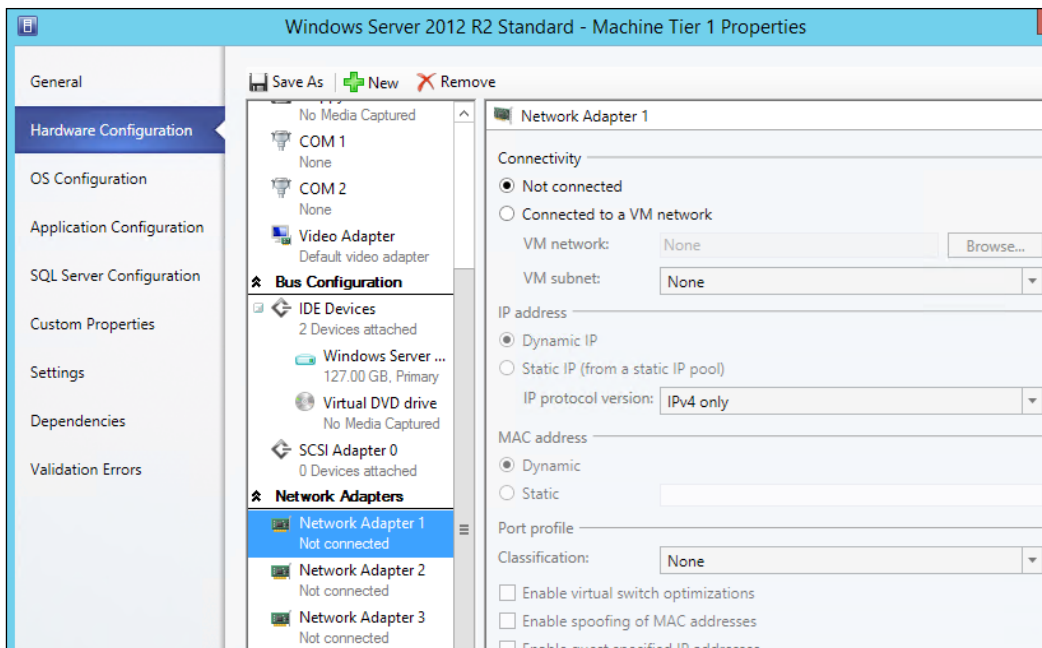 Windows Server 2012 R2 Standard - Machine Tier 1 Properties
General
Hardware Configuration
OS Configuration
Application Configuration
SQL Server Configuration
Custom Properties
Settings
Dependencies
Validation Errors
Save As New Remove
No Media Captured
COM 1
None
COM 2
None
Video Adapter
Default video adapter
Bus Configuration
IDE Devices
2 Devices attached
Windows Server ...
127.00 GB, Primary
Virtual DVD drive
No Media Captured
SCSI Adapter 0
0 Devices attached
Network Adapters
Network Adapter 1
Not connected
Network Adapter 2
Not connected
Network Adapter 3
Not connected
Network Adapter 1
Connectivity
Not connected
Connected to a VM network
VM network: None Browse...
VM subnet: None
IP address
Dynamic IP
Static IP (from a static IP pool)
IP protocol version: IPv4 only
MAC address
Dynamic
Static
Port profile
Classification: None
Enable virtual switch optimizations
Enable spoofing of MAC addresses
Enable guest specified IP addresses